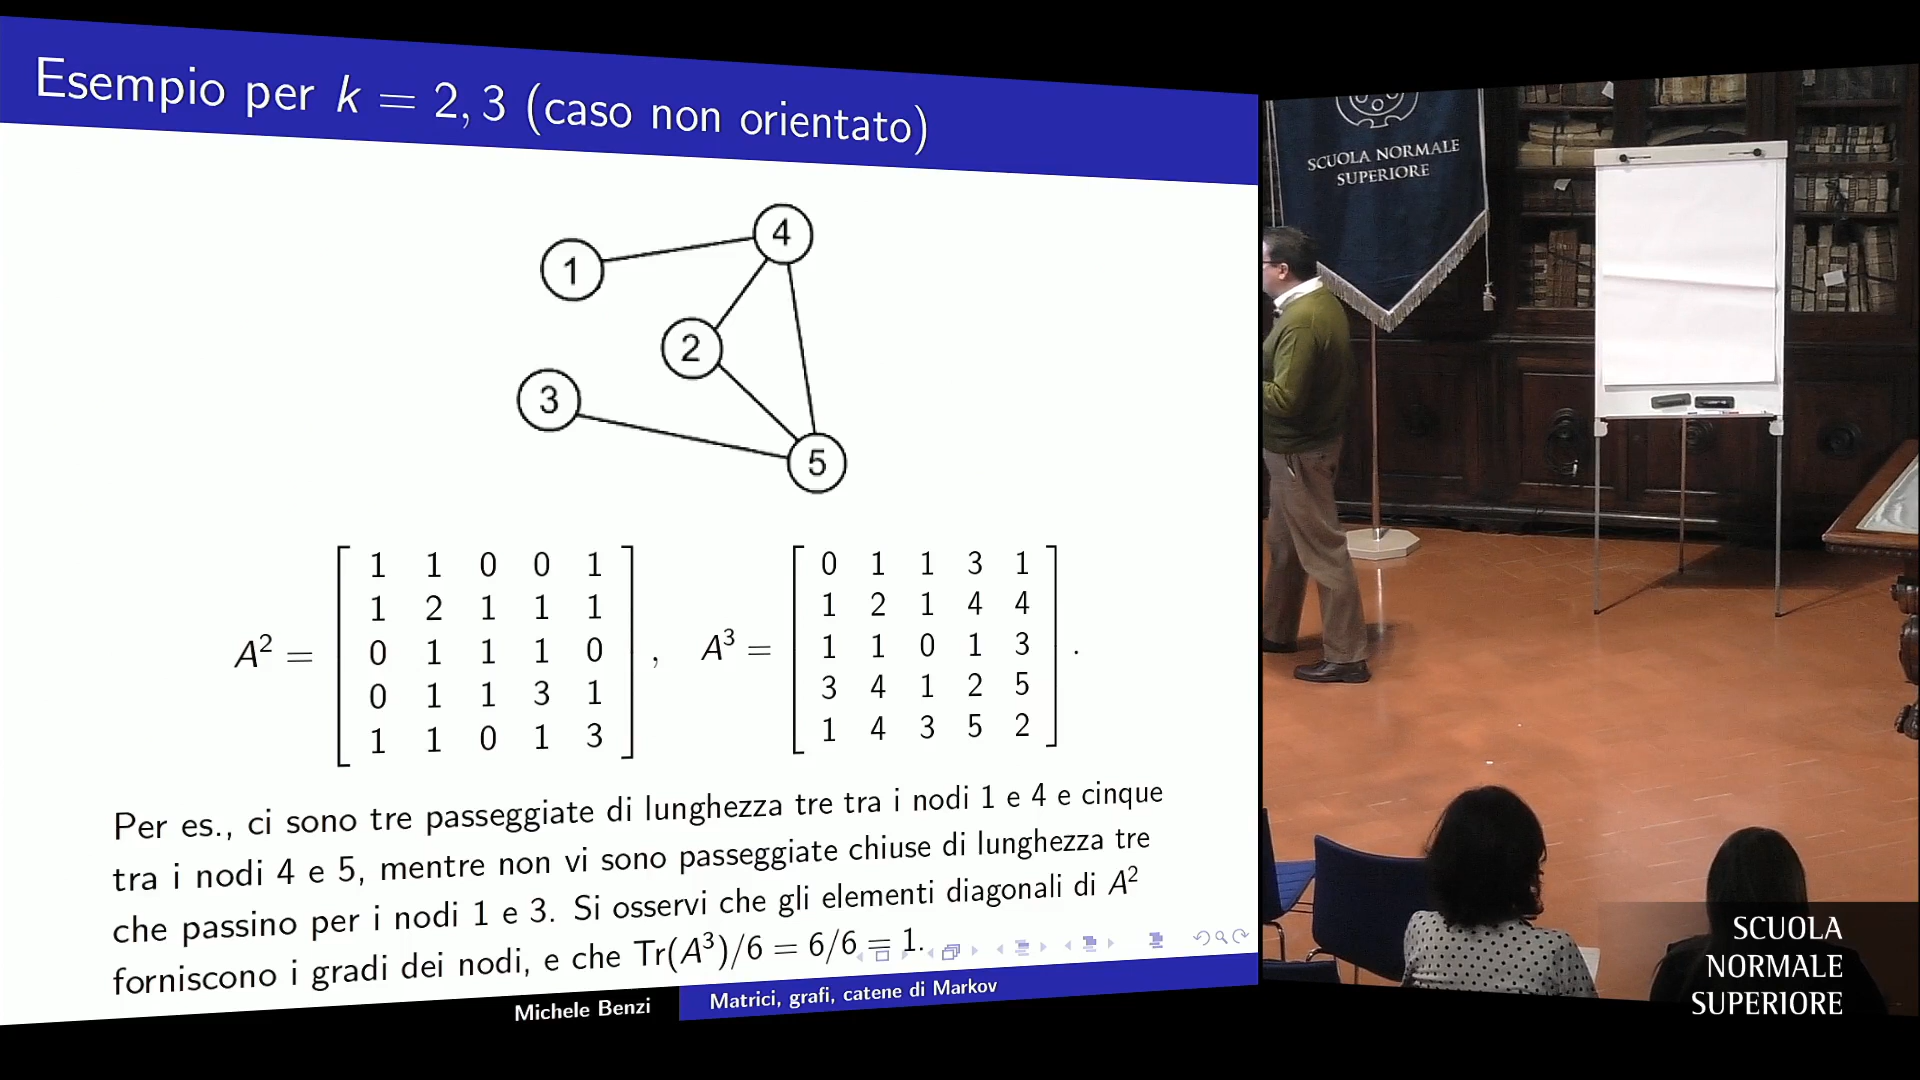 Esempio per k = 2, 3 (caso non orientato)
1
4
2
3
5
A² = [ 1 1 0 0 1
1 2 1 1 1
0 1 1 1 0
0 1 1 3 1
1 1 0 1 3 ] , A³ = [ 0 1 1 3 1
1 2 1 4 4
1 1 0 1 3
3 4 1 2 5
1 4 3 5 2 ] .
Per es., ci sono tre passeggiate di lunghezza tre tra i nodi 1 e 4 e cinque
tra i nodi 4 e 5, mentre non vi sono passeggiate chiuse di lunghezza tre
che passino per i nodi 1 e 3. Si osservi che gli elementi diagonali di A²
forniscono i gradi dei nodi, e che Tr(A³)/6 = 6/6 = 1.
Michele Benzi
Matrici, grafi, catene di Markov
SCUOLA NORMALE
SUPERIORE
SCUOLA
NORMALE
SUPERIORE